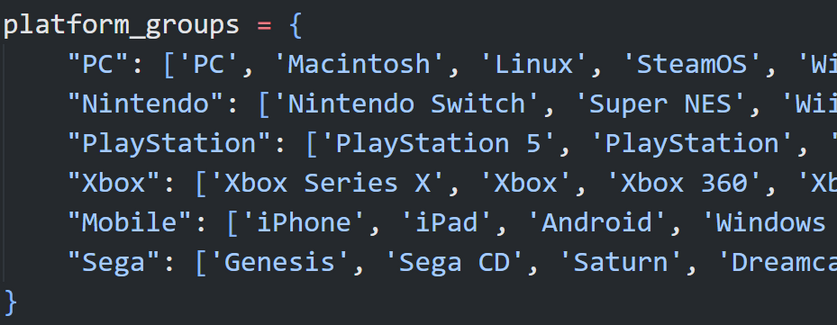 platform_groups = {
"PC": ['PC', 'Macintosh', 'Linux', 'SteamOS', 'Wi
"Nintendo": ['Nintendo Switch', 'Super NES', 'Wii
"PlayStation": ['PlayStation 5', 'PlayStation', '
"Xbox": ['Xbox Series X', 'Xbox', 'Xbox 360', 'Xb
"Mobile": ['iPhone', 'iPad', 'Android', 'Windows
"Sega": ['Genesis', 'Sega CD', 'Saturn', 'Dreamca
}